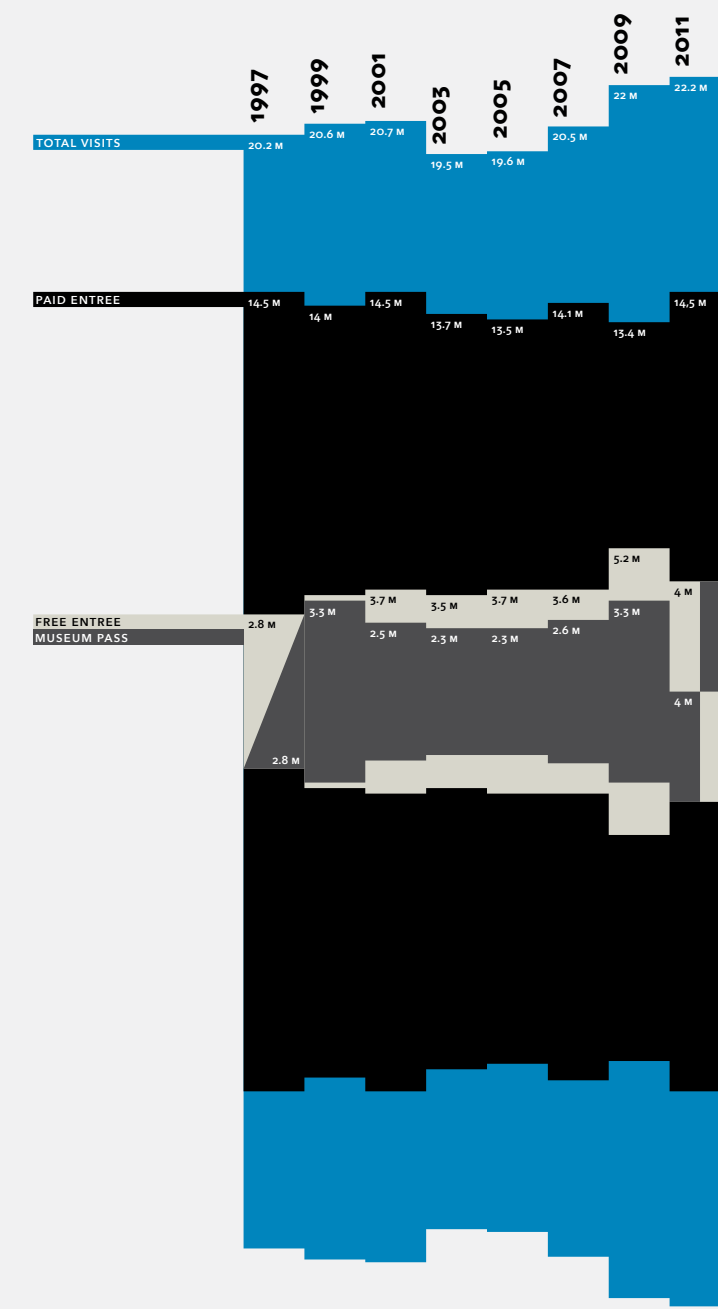 1997 1999 2001 2003 2005 2007 2009 2011
TOTAL VISITS 20.2 M 20.6 M 20.7 M 19.5 M 19.6 M 20.5 M 22 M 22.2 M
PAID ENTREE 14.5 M 14 M 14.5 M 13.7 M 13.5 M 14.1 M 13.4 M 14,5 M
FREE ENTREE 2.8 M 3.7 M 3.5 M 3.7 M 3.6 M 5.2 M 4 M
MUSEUM PASS 2.8 M 3.3 M 2.5 M 2.3 M 2.3 M 2.6 M 3.3 M 4 M